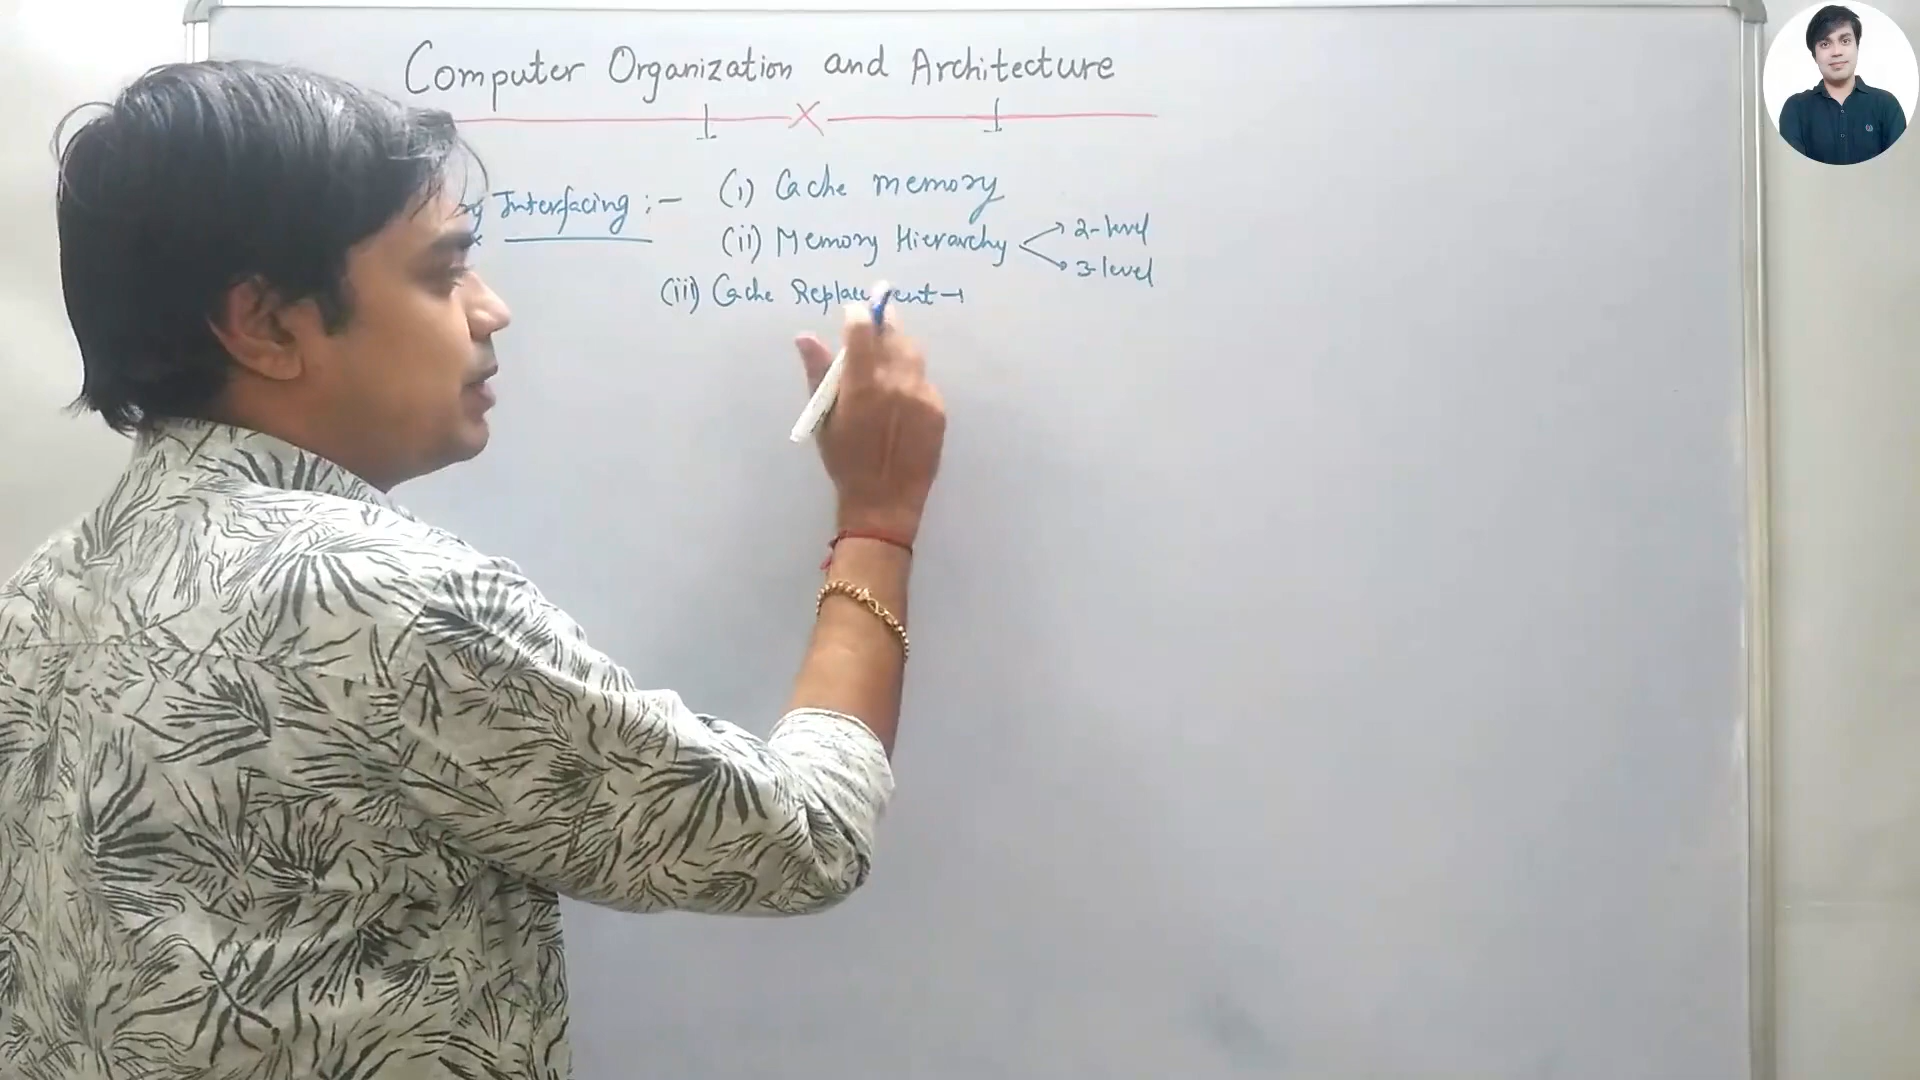 Computer Organization and Architecture
Interfacing :- (i) Cache memory
(ii) Memory Hierarchy → 2-level
→ 3-level
(iii) Cache Replacement →